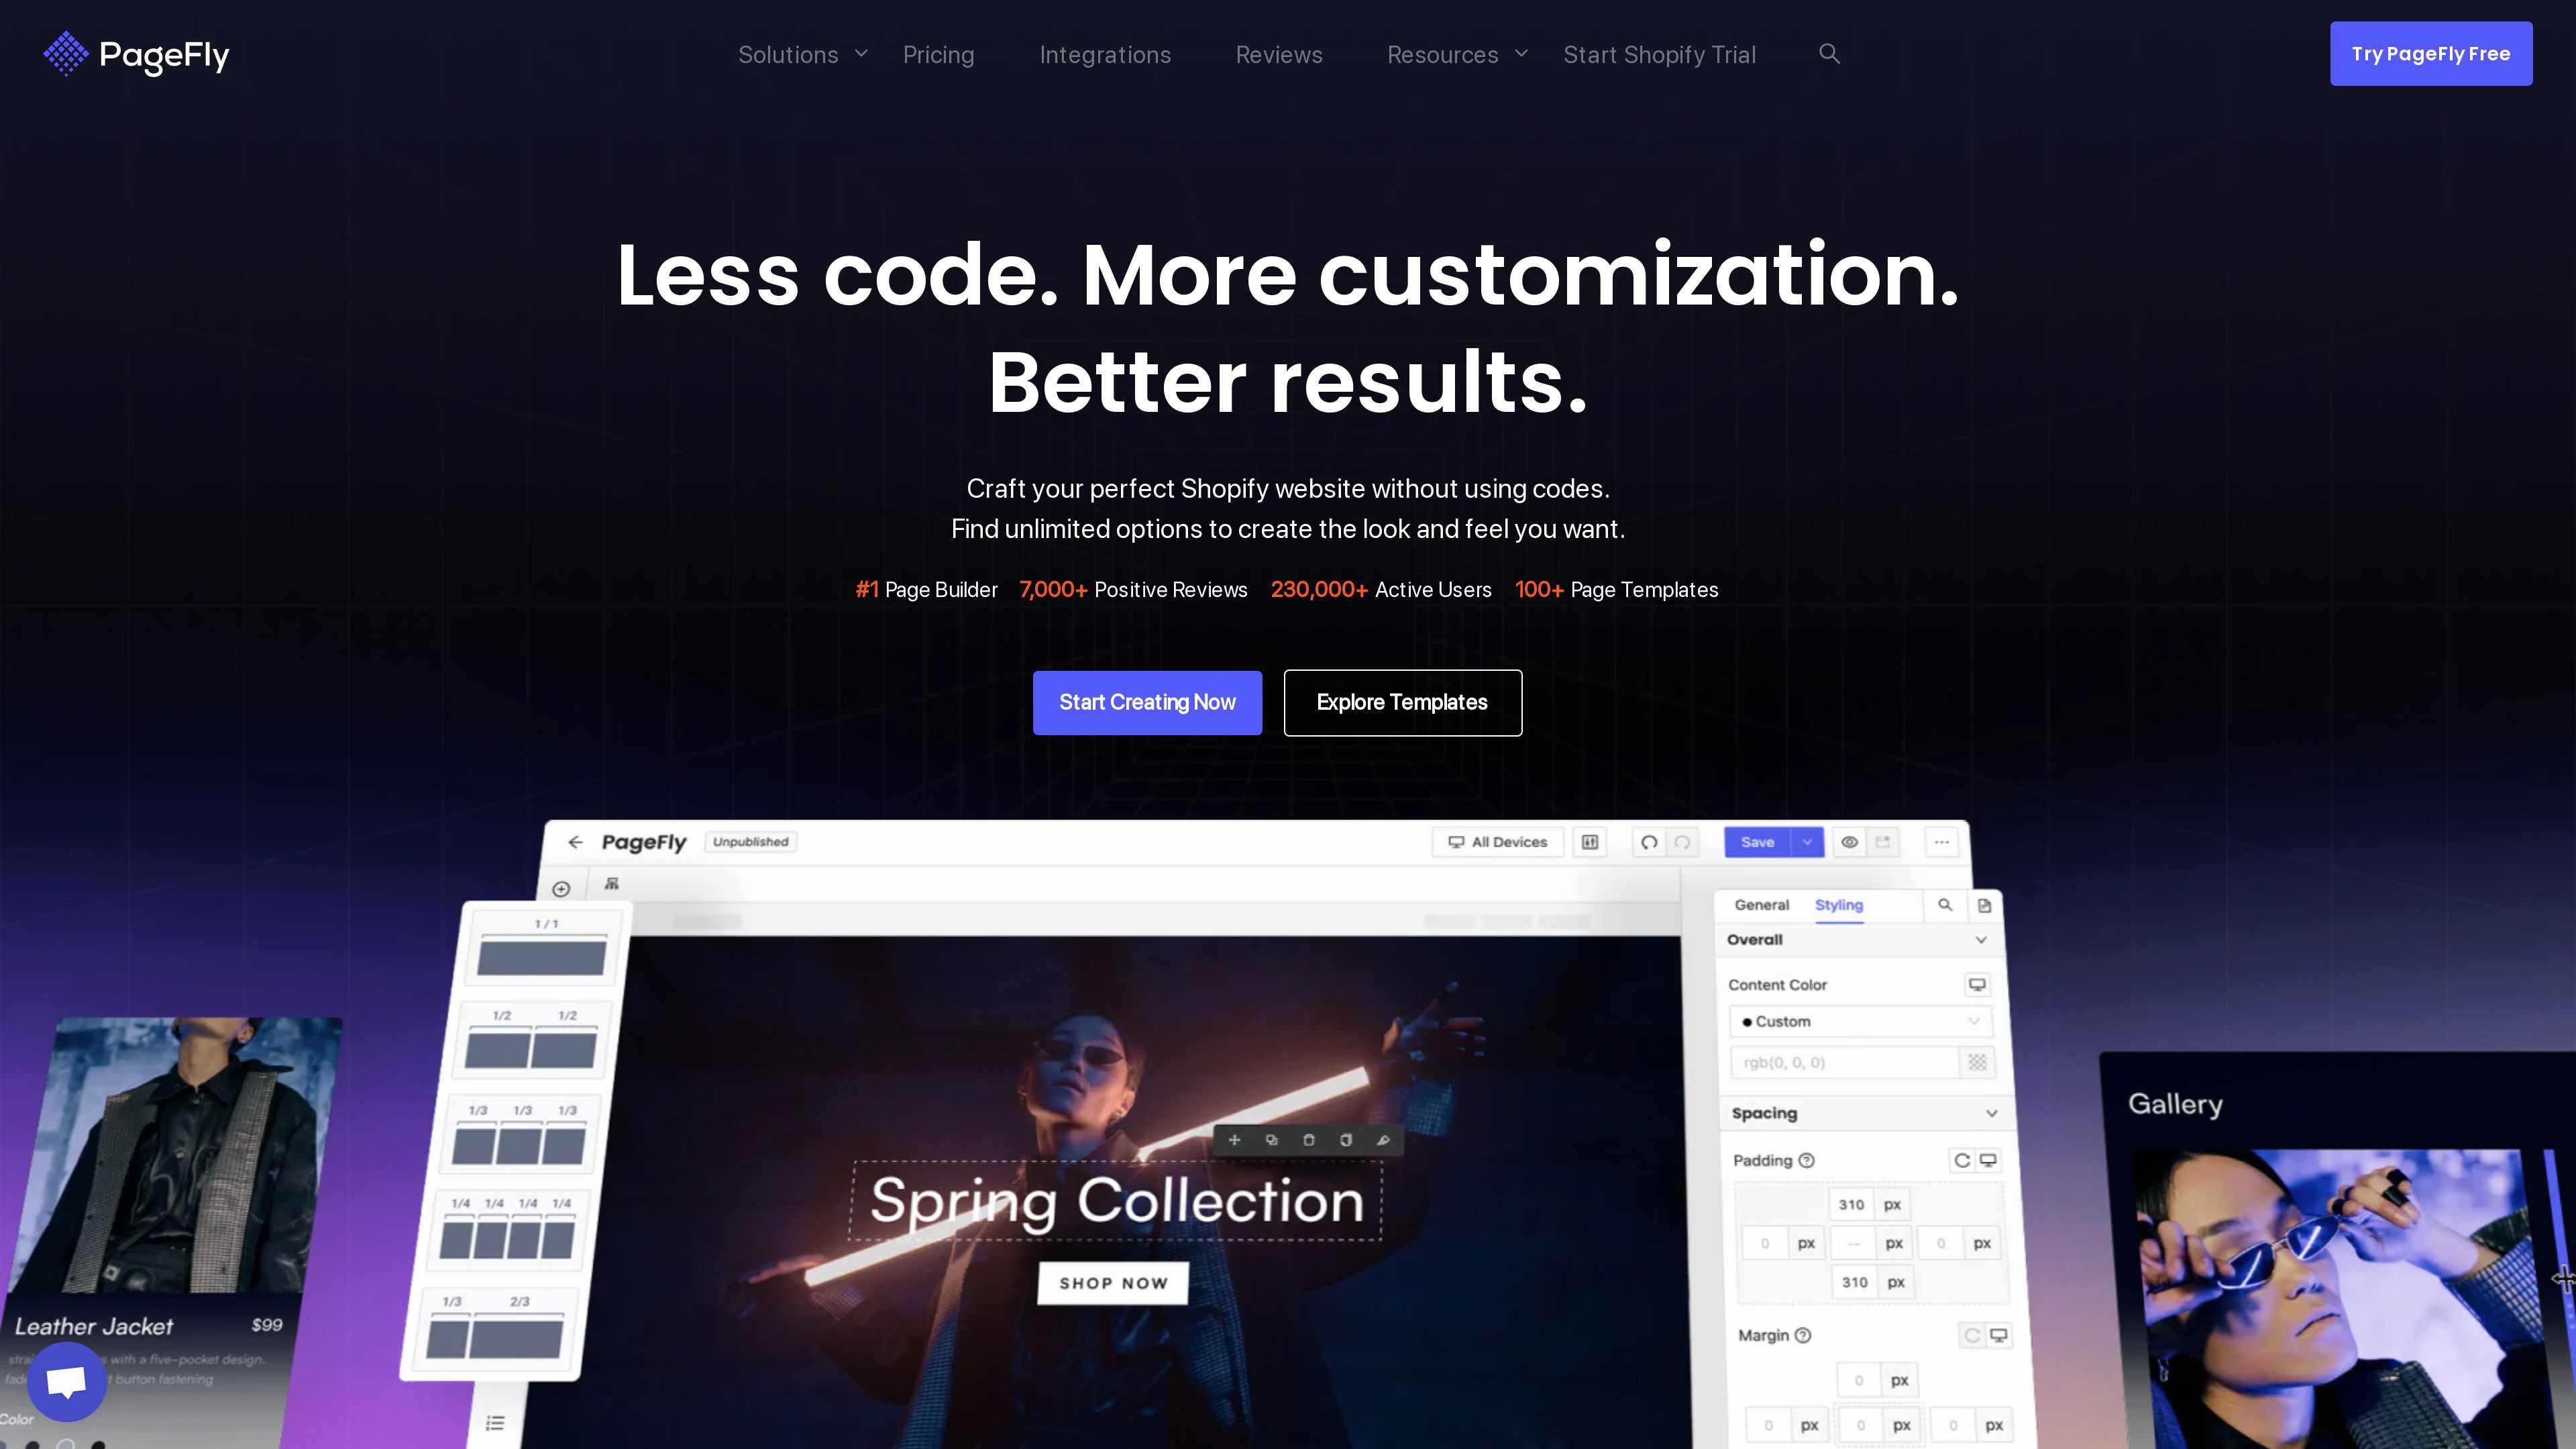 PageFly
Solutions Pricing Integrations Reviews Resources Start Shopify Trial
Try PageFly Free
Less code. More customization.
Better results.
Craft your perfect Shopify website without using codes.
Find unlimited options to create the look and feel you want.
#1 Page Builder 7,000+ Positive Reviews 230,000+ Active Users 100+ Page Templates
Start Creating Now Explore Templates
PageFly Unpublished All Devices Save
General Styling
Overall
Content Color
Custom
rgb(0, 0, 0)
Spacing
Padding
310 px
0 px -- px 0 px
310 px
Margin
0 px
0 px 0 px 0 px
1/1
1/2 1/2
1/3 1/3 1/3
1/4 1/4 1/4 1/4
1/3 2/3
Spring Collection
SHOP NOW
Leather Jacket $99
with a five-pocket design.
button fastening
Color
Gallery